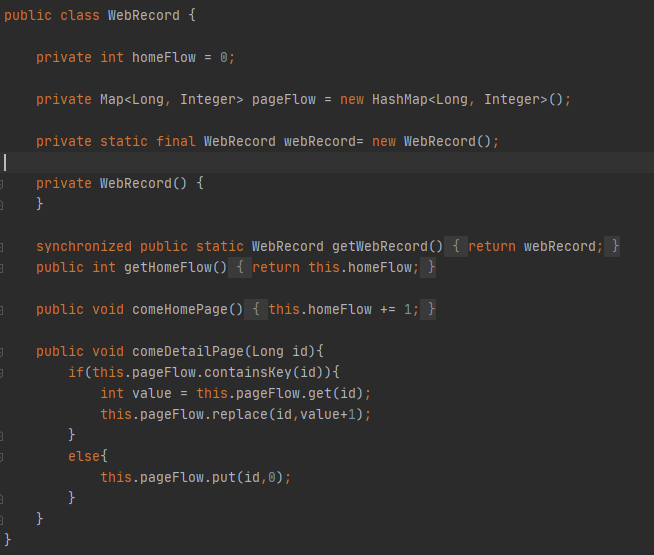 public class WebRecord {
private int homeFlow = 0;
private Map<Long, Integer> pageFlow = new HashMap<Long, Integer>();
private static final WebRecord webRecord= new WebRecord();
private WebRecord() {
}
synchronized public static WebRecord getWebRecord() { return webRecord; }
public int getHomeFlow() { return this.homeFlow; }
public void comeHomePage() { this.homeFlow += 1; }
public void comeDetailPage(Long id){
if(this.pageFlow.containsKey(id)){
int value = this.pageFlow.get(id);
this.pageFlow.replace(id,value+1);
}
else{
this.pageFlow.put(id,0);
}
}
}